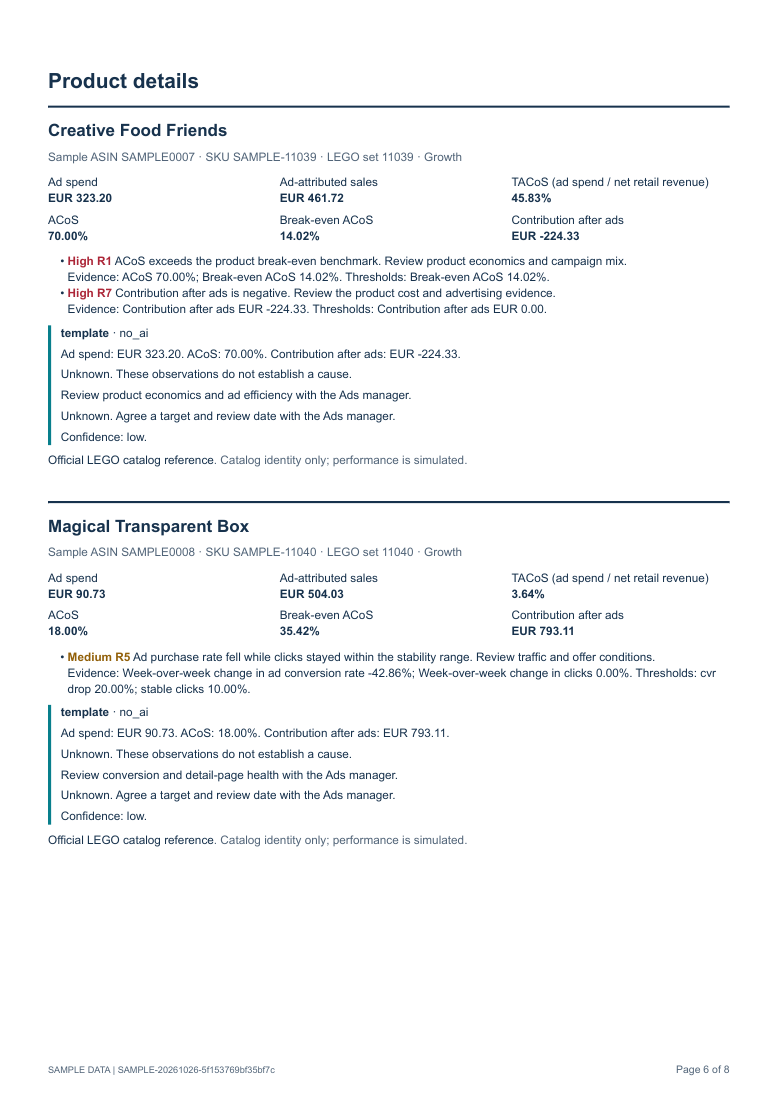 Product details
Creative Food Friends
Sample ASIN SAMPLE0007 · SKU SAMPLE-11039 · LEGO set 11039 · Growth
Ad spend
EUR 323.20
Ad-attributed sales
EUR 461.72
TACoS (ad spend / net retail revenue)
45.83%
ACoS
70.00%
Break-even ACoS
14.02%
Contribution after ads
EUR -224.33
• High R1 ACoS exceeds the product break-even benchmark. Review product economics and campaign mix.
Evidence: ACoS 70.00%; Break-even ACoS 14.02%. Thresholds: Break-even ACoS 14.02%.
• High R7 Contribution after ads is negative. Review the product cost and advertising evidence.
Evidence: Contribution after ads EUR -224.33. Thresholds: Contribution after ads EUR 0.00.
template · no_ai
Ad spend: EUR 323.20. ACoS: 70.00%. Contribution after ads: EUR -224.33.
Unknown. These observations do not establish a cause.
Review product economics and ad efficiency with the Ads manager.
Unknown. Agree a target and review date with the Ads manager.
Confidence: low.
Official LEGO catalog reference. Catalog identity only; performance is simulated.
Magical Transparent Box
Sample ASIN SAMPLE0008 · SKU SAMPLE-11040 · LEGO set 11040 · Growth
Ad spend
EUR 90.73
Ad-attributed sales
EUR 504.03
TACoS (ad spend / net retail revenue)
3.64%
ACoS
18.00%
Break-even ACoS
35.42%
Contribution after ads
EUR 793.11
• Medium R5 Ad purchase rate fell while clicks stayed within the stability range. Review traffic and offer conditions.
Evidence: Week-over-week change in ad conversion rate -42.86%; Week-over-week change in clicks 0.00%. Thresholds: cvr
drop 20.00%; stable clicks 10.00%.
template · no_ai
Ad spend: EUR 90.73. ACoS: 18.00%. Contribution after ads: EUR 793.11.
Unknown. These observations do not establish a cause.
Review conversion and detail-page health with the Ads manager.
Unknown. Agree a target and review date with the Ads manager.
Confidence: low.
Official LEGO catalog reference. Catalog identity only; performance is simulated.
SAMPLE DATA | SAMPLE-20261026-5f153769bf35bf7c
Page 6 of 8